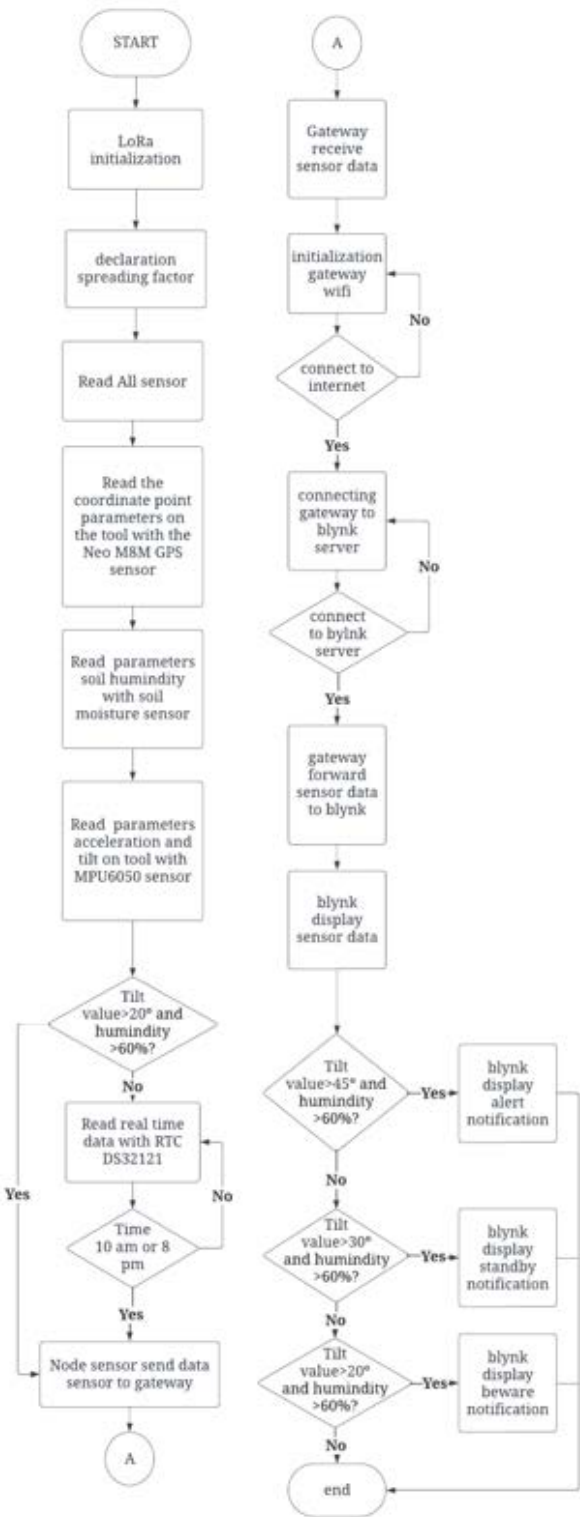 START
LoRa
initialization
declaration
spreading factor
Read All sensor
Read the
coordinate point
parameters on
the tool with the
Neo M8M GPS
sensor
Read parameters
soil humindity
with soil
moisture sensor
Read parameters
acceleration and
tilt on tool with
MPU6050 sensor
Tilt
value>20° and
humindity
>60%?
No
Yes
Read real time
data with RTC
DS32121
No
Time
10 am or 8
pm
Yes
Node sensor send data
sensor to gateway
A
A
Gateway
receive
sensor data
initialization
gateway
wifi
No
connect to
internet
Yes
connecting
gateway to
blynk
server
No
connect
to bylnk
server
Yes
gateway
forward
sensor data
to blynk
blynk
display
sensor data
Tilt
value>45° and
humindity
>60%?
Yes
blynk
display
alert
notification
No
Tilt
value>30°
and humindity
>60%?
Yes
blynk
display
standby
notification
No
Tilt
value>20°
and humindity
>60%?
Yes
blynk
display
beware
notification
No
end